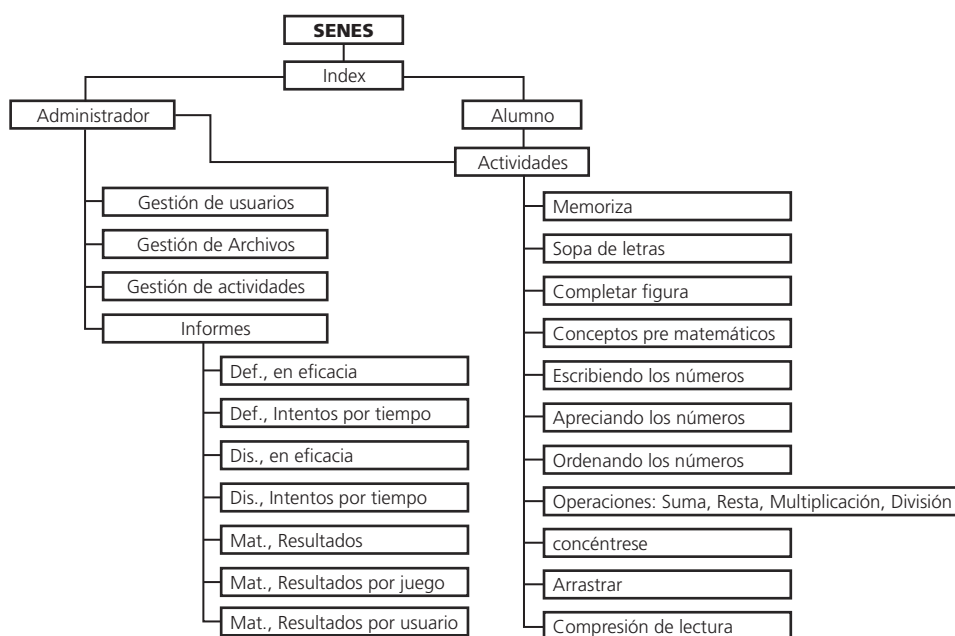 SENES
Index
Administrador
Alumno
Actividades
Gestión de usuarios
Gestión de Archivos
Gestión de actividades
Informes
Def., en eficacia
Def., Intentos por tiempo
Dis., en eficacia
Dis., Intentos por tiempo
Mat., Resultados
Mat., Resultados por juego
Mat., Resultados por usuario
Memoriza
Sopa de letras
Completar figura
Conceptos pre matemáticos
Escribiendo los números
Apreciando los números
Ordenando los números
Operaciones: Suma, Resta, Multiplicación, División
concéntrese
Arrastrar
Compresión de lectura